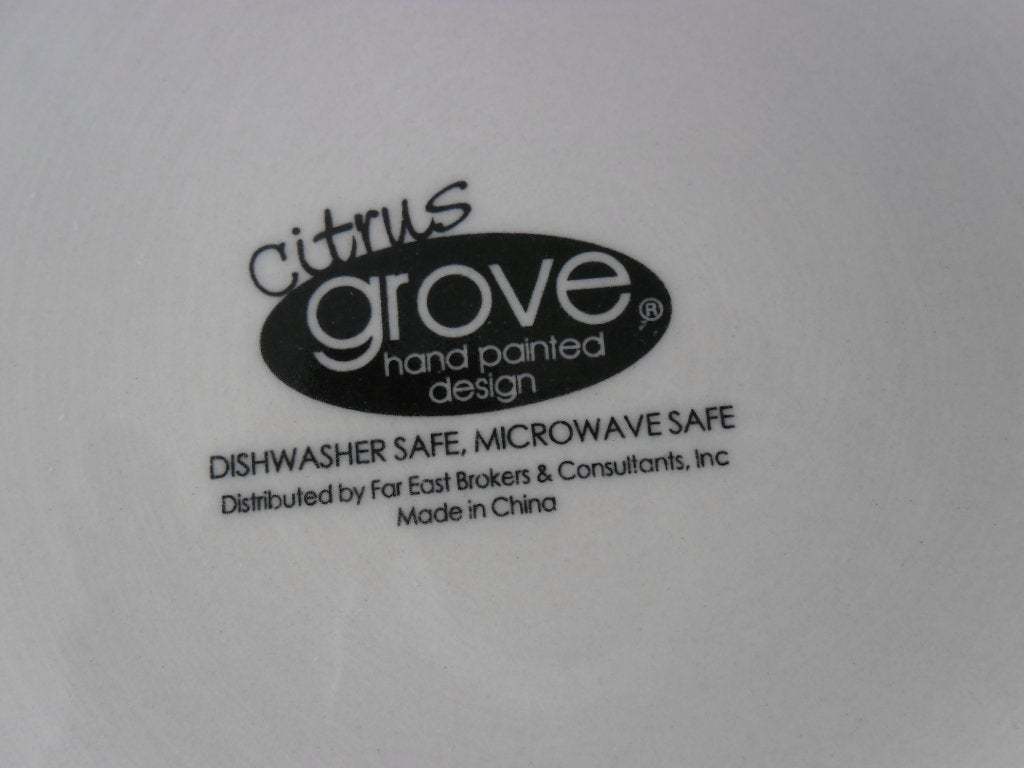 citrus
grove ®
hand painted
design
DISHWASHER SAFE, MICROWAVE SAFE
Distributed by Far East Brokers & Consultants, Inc
Made in China